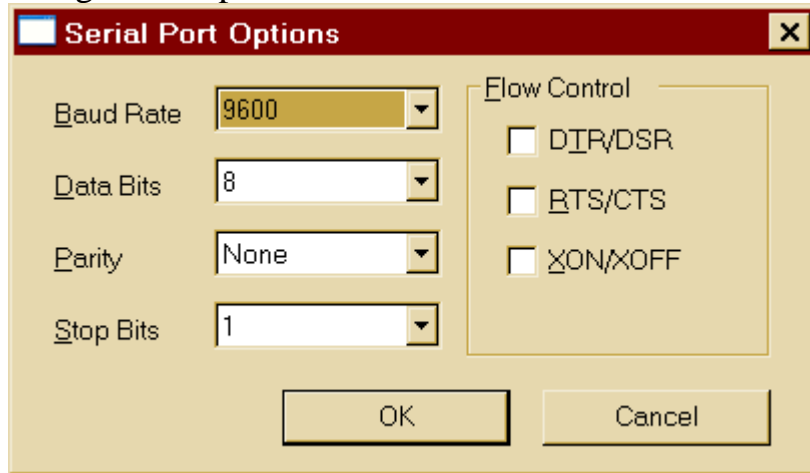 Serial Port Options
Baud Rate 9600
Data Bits 8
Parity None
Stop Bits 1
Flow Control
DTR/DSR
RTS/CTS
XON/XOFF
OK Cancel